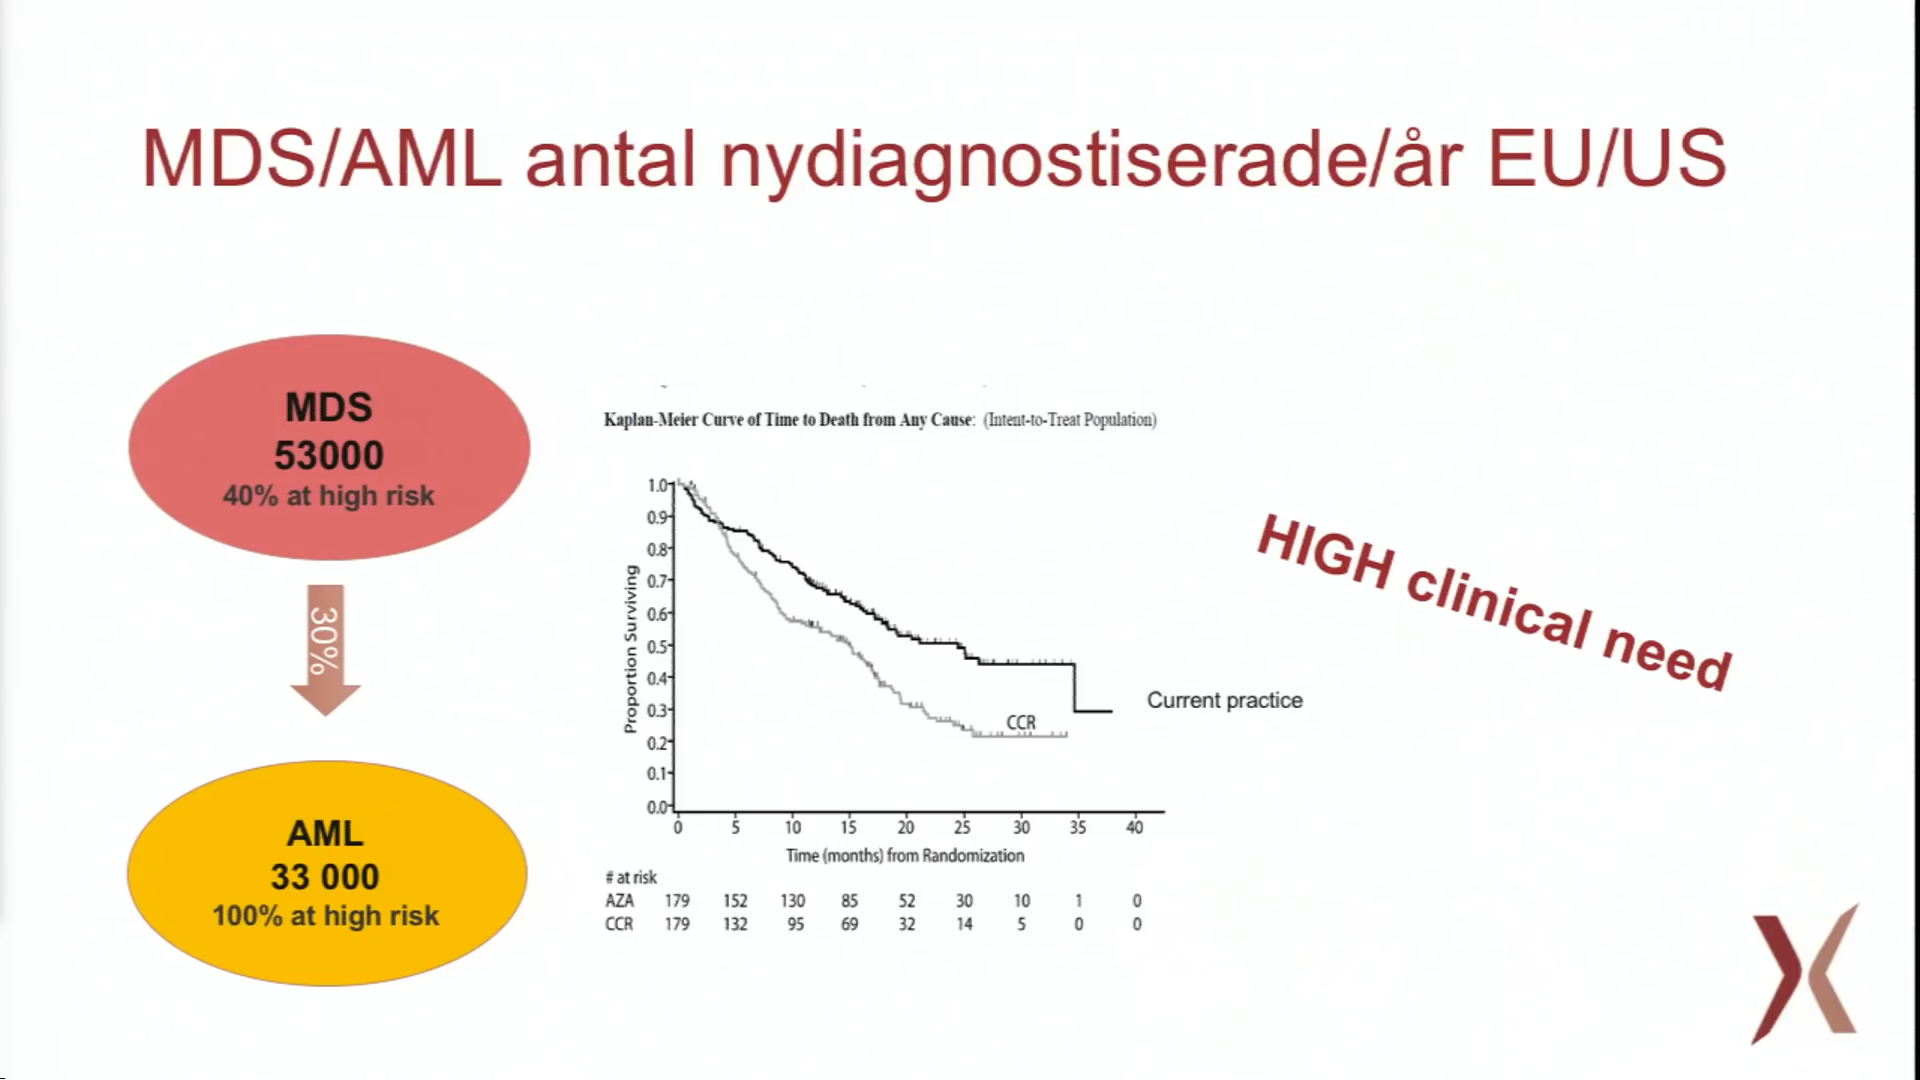 MDS/AML antal nydiagnostiserade/år EU/US
MDS
53000
40% at high risk
30%
AML
33 000
100% at high risk
Kaplan-Meier Curve of Time to Death from Any Cause: (Intent-to-Treat Population)
Proportion Surviving
1.0
0.9
0.8
0.7
0.6
0.5
0.4
0.3
0.2
0.1
0.0
0 5 10 15 20 25 30 35 40
Time (months) from Randomization
CCR
Current practice
# at risk
AZA 179 152 130 85 52 30 10 1 0
CCR 179 132 95 69 32 14 5 0 0
HIGH clinical need